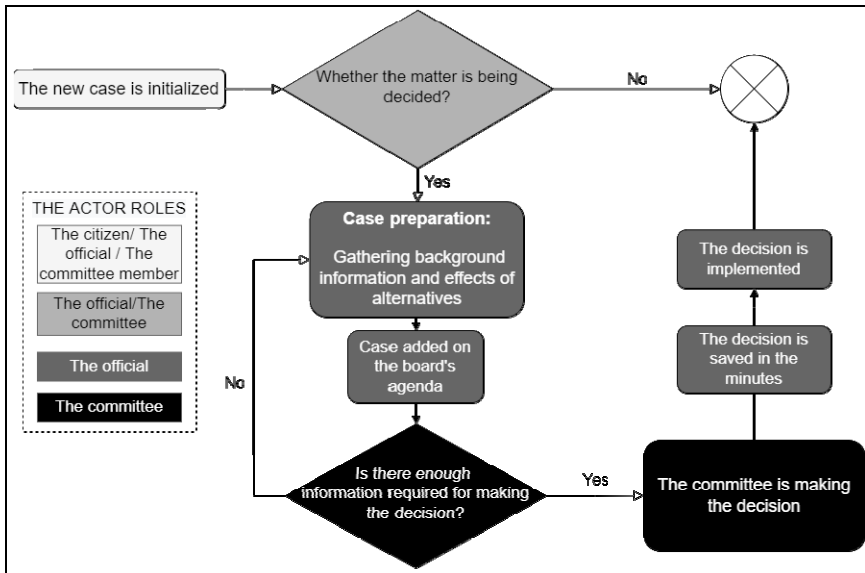 The new case is initialized
Whether the matter is being
decided?
No
Yes
THE ACTOR ROLES
The citizen/ The
official / The
committee member
The official/The
committee
The official
The committee
Case preparation:
Gathering background
information and effects of
alternatives
Case added on
the board's
agenda
No
Is there enough
information required for making
the decision?
Yes
The committee is making
the decision
The decision is
saved in the
minutes
The decision is
implemented